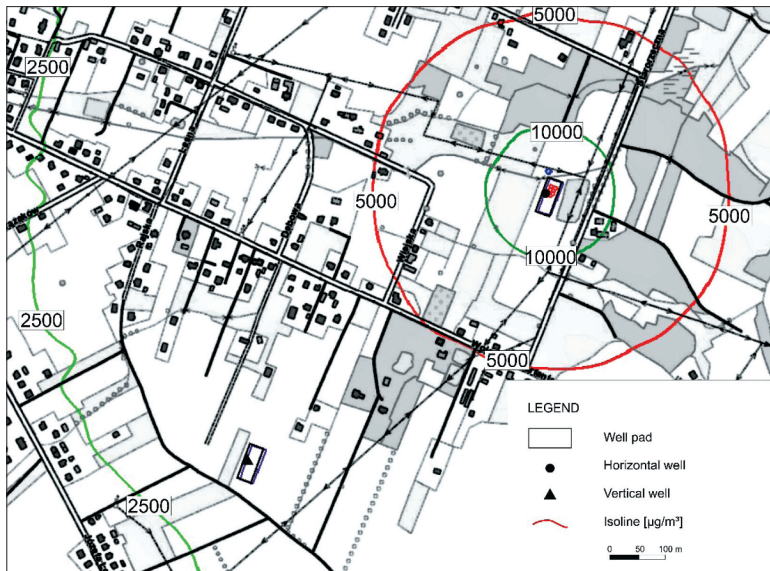 5000
2500
10000
5000
5000
Wiejska
10000
2500
5000
2500
LEGEND
Well pad
Horizontal well
Vertical well
Isoline [µg/m³]
0 50 100 m